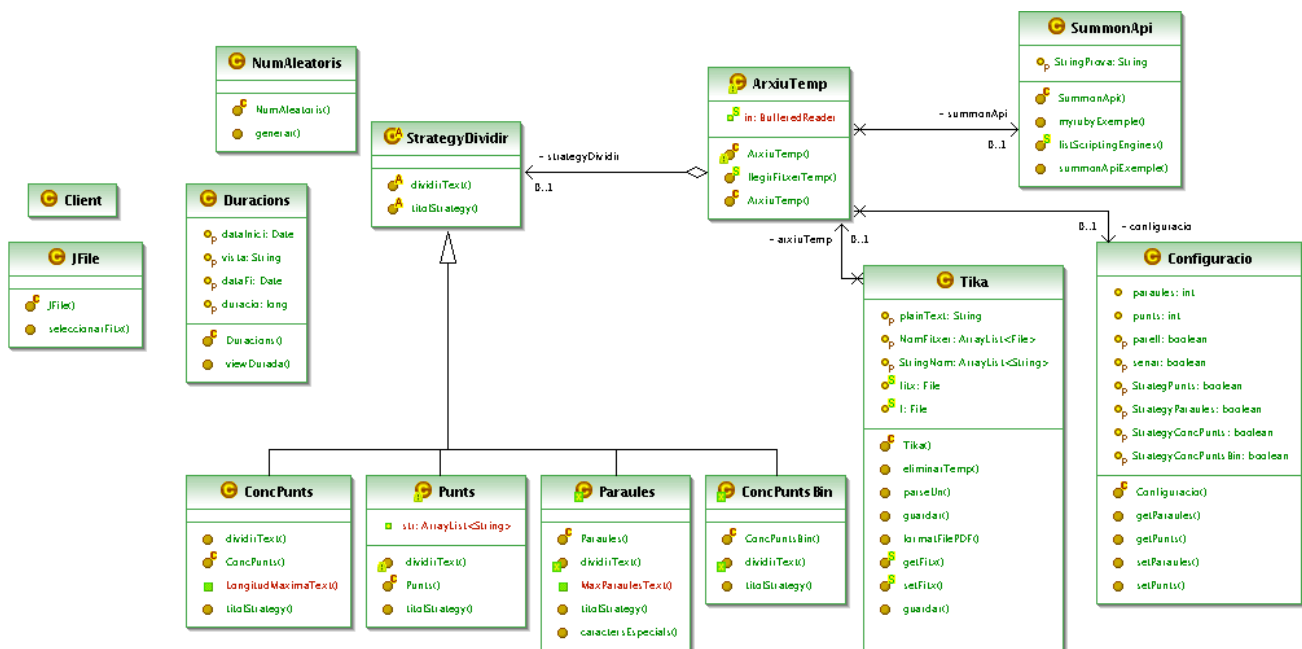 SummonApi
StringProva: String
SummonApi()
myrubyExemple()
listScriptingEngines()
summonApiExemple()
NumAleatoris
NumAleatoris()
generar()
ArxiuTemp
in: BufferedReader
ArxiuTemp()
llegirFitxerTemp()
ArxiuTemp()
- summonApi
0..1
StrategyDividir
dividirText()
titolStrategy()
- strategyDividir
0..1
Client
Duracions
dataInici: Date
vista: String
dataFi: Date
duracio: long
Duracions()
viewDurada()
JFile
JFile()
seleccionarFitx()
- arxiuTemp
0..1
0..1
- configuracio
Configuracio
paraules: int
punts: int
parell: boolean
senar: boolean
StrategPunts: boolean
StrategyParaules: boolean
StrategyConcPunts: boolean
StrategyConcPuntsBin: boolean
Configuracio()
getParaules()
getPunts()
setParaules()
setPunts()
Tika
plainText: String
NomFitxer: ArrayList<File>
StringNom: ArrayList<String>
fitx: File
f: File
Tika()
eliminarTemp()
parseUn()
guardar()
formatFilePDF()
getFitx()
setFitx()
guardar()
ConcPunts
dividirText()
ConcPunts()
LongitudMaximaText()
titolStrategy()
Punts
str: ArrayList<String>
dividirText()
Punts()
titolStrategy()
Paraules
Paraules()
dividirText()
MaxParaulesText()
titolStrategy()
caractersEspecials()
ConcPuntsBin
ConcPuntsBin()
dividirText()
titolStrategy()